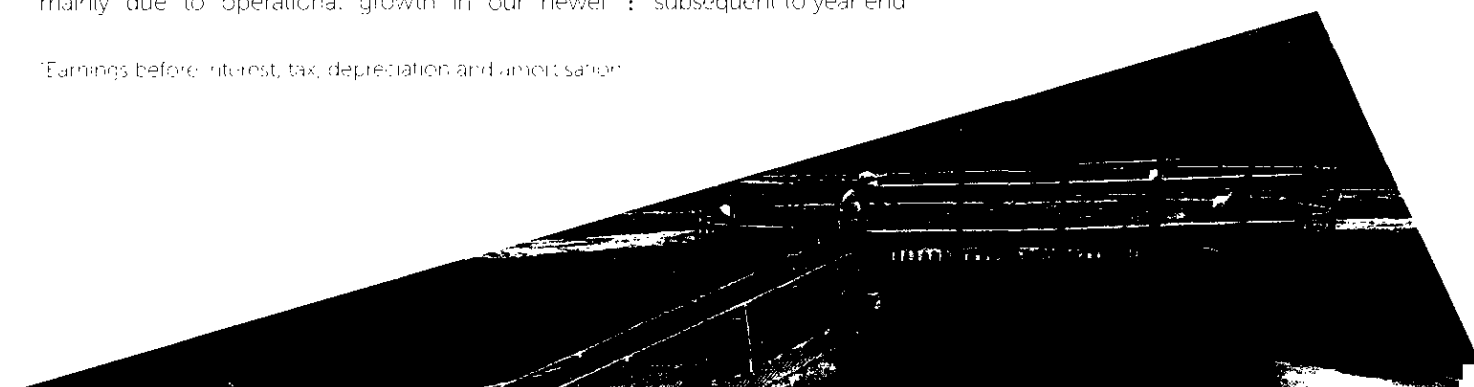 mainly due to operational growth in our newer
subsequent to year end
Earnings before interest, tax, depreciation and amortisation